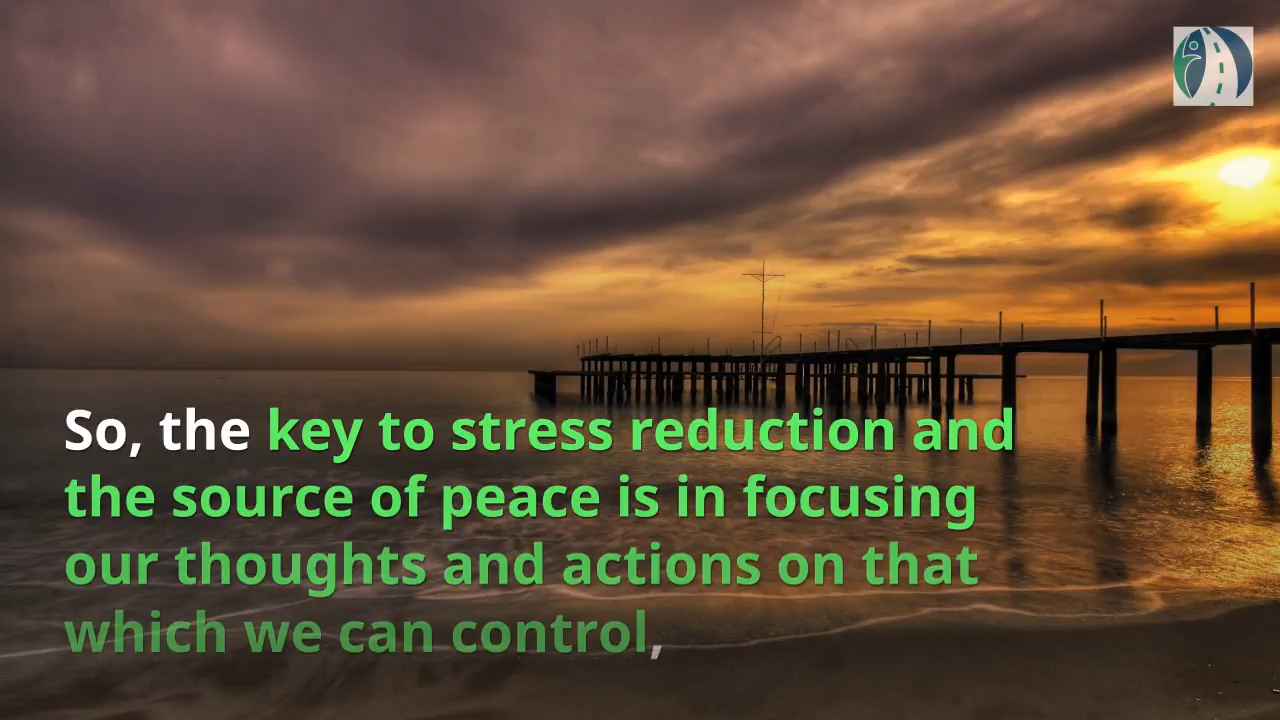 So, the key to stress reduction and
the source of peace is in focusing
our thoughts and actions on that
which we can control,